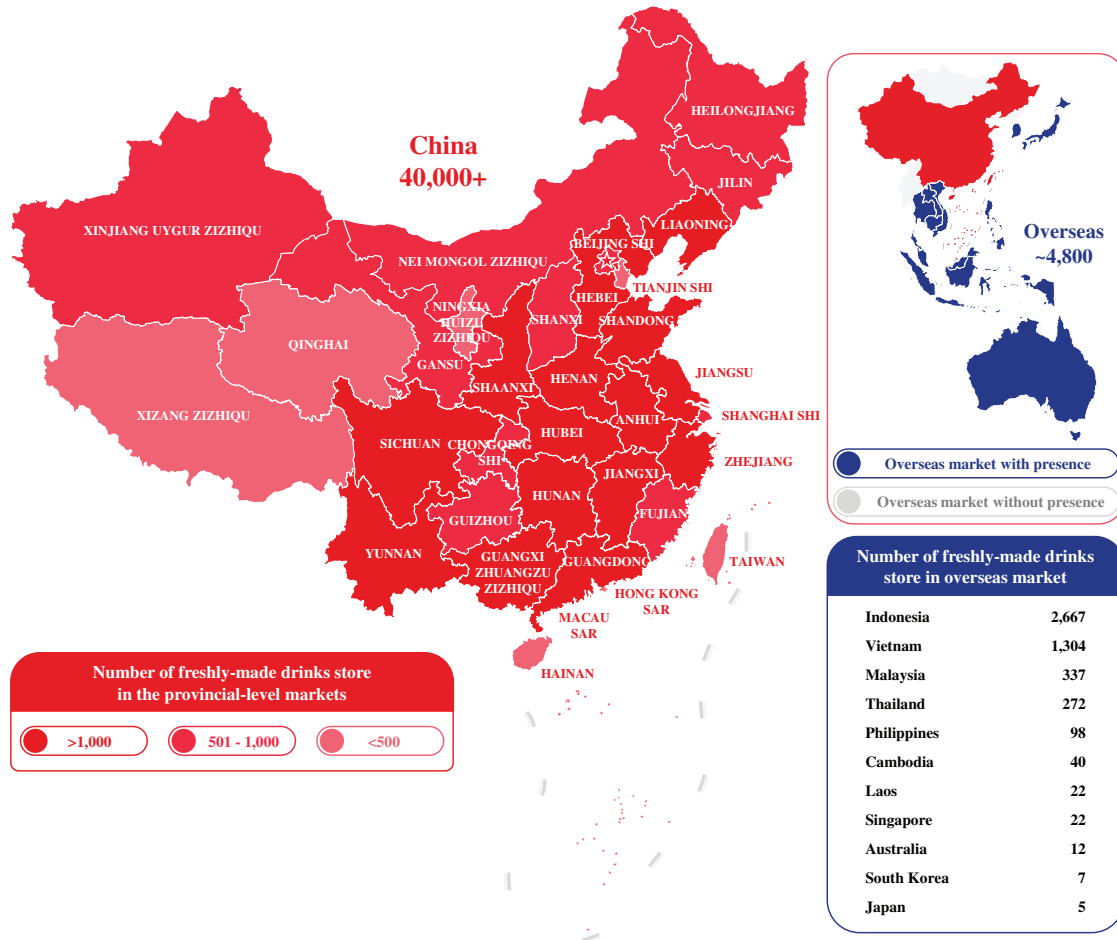 China
40,000+
HEILONGJIANG
JILIN
LIAONING
XINJIANG UYGUR ZIZHIQU
NEI MONGOL ZIZHIQU
BEIJING SHI
TIANJIN SHI
HEBEI
NINGXIA
HUIZU
ZIZHIQU
SHANXI
SHANDONG
QINGHAI
GANSU
SHAANXI
HENAN
JIANGSU
XIZANG ZIZHIQU
SHANGHAI SHI
ANHUI
SICHUAN
CHONGQING
SHI
HUBEI
ZHEJIANG
JIANGXI
HUNAN
GUIZHOU
FUJIAN
YUNNAN
GUANGXI
ZHUANGZU
ZIZHIQU
GUANGDONG
TAIWAN
HONG KONG
SAR
MACAU
SAR
HAINAN
Number of freshly-made drinks store
in the provincial-level markets
>1,000
501 - 1,000
<500
Overseas
~4,800
Overseas market with presence
Overseas market without presence
Number of freshly-made drinks
store in overseas market
Indonesia 2,667
Vietnam 1,304
Malaysia 337
Thailand 272
Philippines 98
Cambodia 40
Laos 22
Singapore 22
Australia 12
South Korea 7
Japan 5